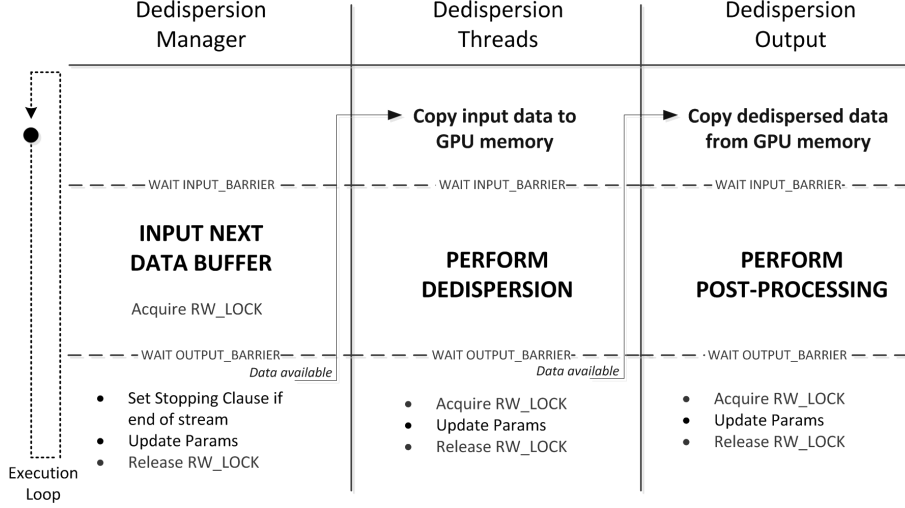 Dedispersion
Manager
Dedispersion
Threads
Dedispersion
Output
Copy input data to
GPU memory
Copy dedispersed data
from GPU memory
WAIT INPUT_BARRIER
WAIT INPUT_BARRIER
WAIT INPUT_BARRIER
INPUT NEXT
DATA BUFFER
Acquire RW_LOCK
PERFORM
DEDISPERSION
PERFORM
POST-PROCESSING
WAIT OUTPUT_BARRIER
WAIT OUTPUT_BARRIER
WAIT OUTPUT_BARRIER
Data available
Data available
• Set Stopping Clause if
end of stream
• Update Params
• Release RW_LOCK
• Acquire RW_LOCK
• Update Params
• Release RW_LOCK
• Acquire RW_LOCK
• Update Params
• Release RW_LOCK
Execution
Loop